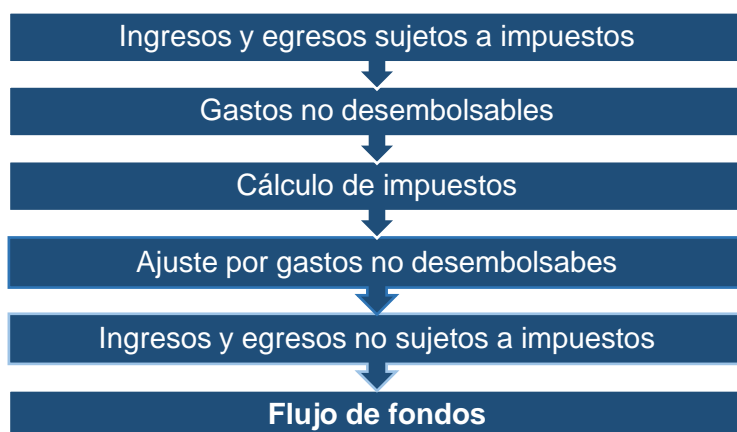 Ingresos y egresos sujetos a impuestos
Gastos no desembolsables
Cálculo de impuestos
Ajuste por gastos no desembolsabes
Ingresos y egresos no sujetos a impuestos
Flujo de fondos